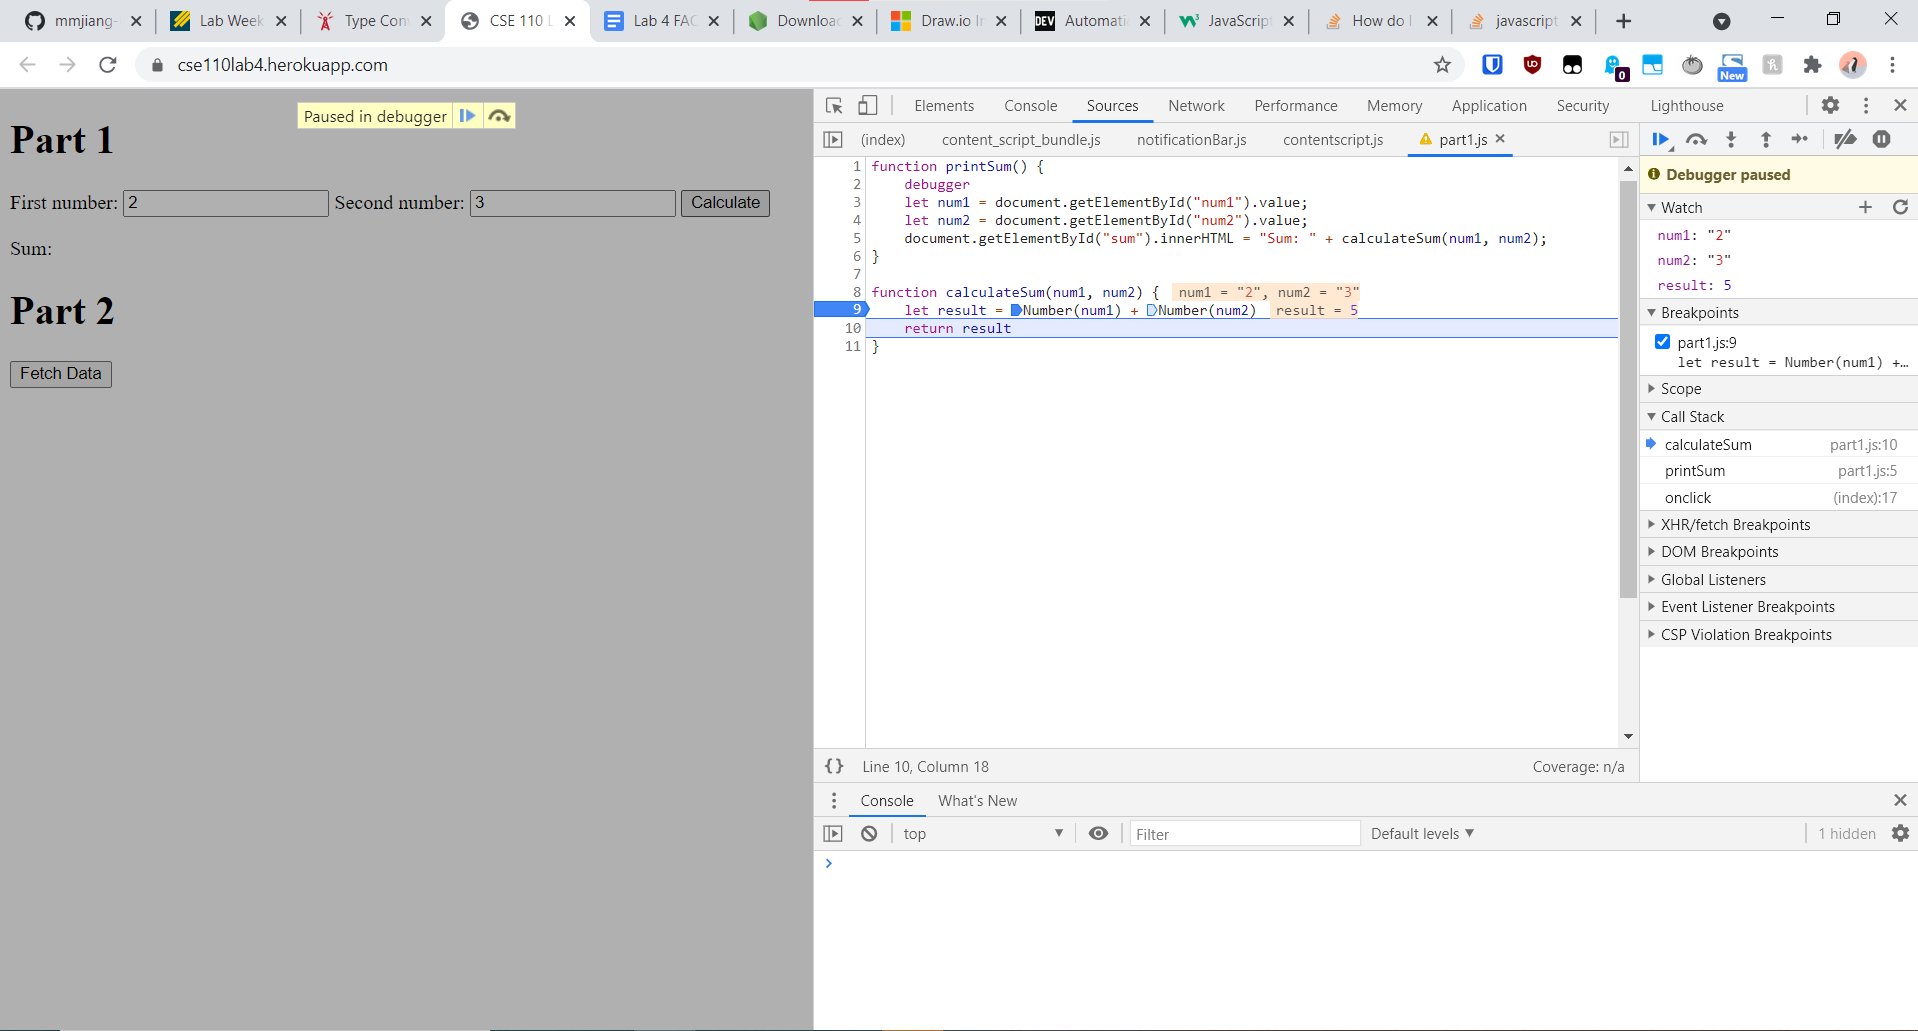 mmjiang-
Lab Week
Type Con
CSE 110 L
Lab 4 FAC
Download
Draw.io In
DEV Automati
JavaScript
How do I
javascript
cse110lab4.herokuapp.com
0
New
Paused in debugger
Part 1
First number: 2 Second number: 3 Calculate
Sum:
Part 2
Fetch Data
Elements Console Sources Network Performance Memory Application Security Lighthouse
(index) content_script_bundle.js notificationBar.js contentscript.js part1.js
1 function printSum() {
2 debugger
3 let num1 = document.getElementById("num1").value;
4 let num2 = document.getElementById("num2").value;
5 document.getElementById("sum").innerHTML = "Sum: " + calculateSum(num1, num2);
6 }
7
8 function calculateSum(num1, num2) { num1 = "2", num2 = "3"
9 let result = Number(num1) + Number(num2) result = 5
10 return result
11 }
{} Line 10, Column 18 Coverage: n/a
Debugger paused
Watch
num1: "2"
num2: "3"
result: 5
Breakpoints
part1.js:9
let result = Number(num1) +…
Scope
Call Stack
calculateSum part1.js:10
printSum part1.js:5
onclick (index):17
XHR/fetch Breakpoints
DOM Breakpoints
Global Listeners
Event Listener Breakpoints
CSP Violation Breakpoints
Console What's New
top Filter Default levels 1 hidden